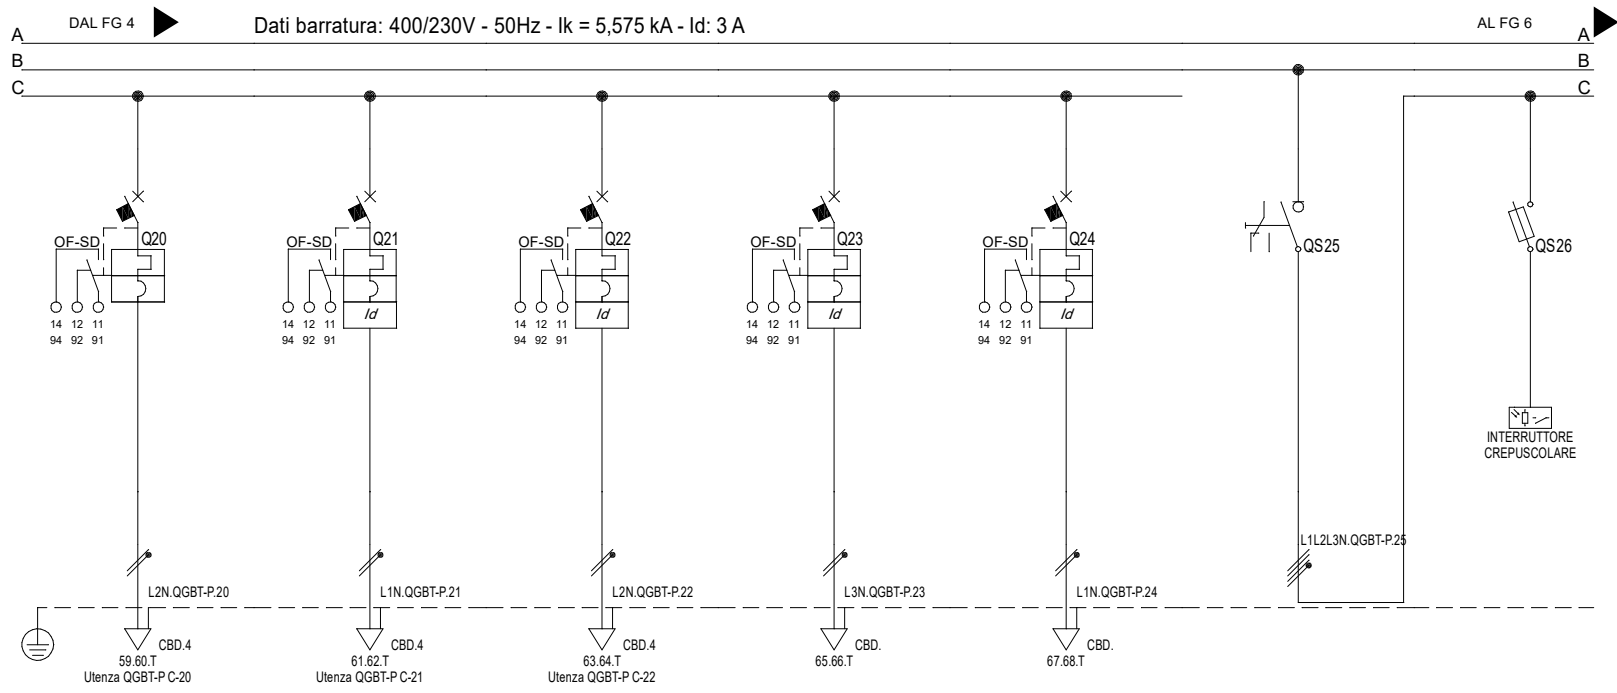 DAL FG 4
Dati barratura: 400/230V - 50Hz - Ik = 5,575 kA - Id: 3 A
AL FG 6
A A
B B
C C
OF-SD Q20 OF-SD Q21 OF-SD Q22 OF-SD Q23 OF-SD Q24 QS25 QS26
Id Id Id Id
14 12 11 14 12 11 14 12 11 14 12 11 14 12 11
94 92 91 94 92 91 94 92 91 94 92 91 94 92 91
INTERRUTTORE
CREPUSCOLARE
L1L2L3N.QGBT-P.25
L2N.QGBT-P.20 L1N.QGBT-P.21 L2N.QGBT-P.22 L3N.QGBT-P.23 L1N.QGBT-P.24
CBD.4 CBD.4 CBD.4 CBD. CBD.
59.60.T 61.62.T 63.64.T 65.66.T 67.68.T
Utenza QGBT-P C-20 Utenza QGBT-P C-21 Utenza QGBT-P C-22